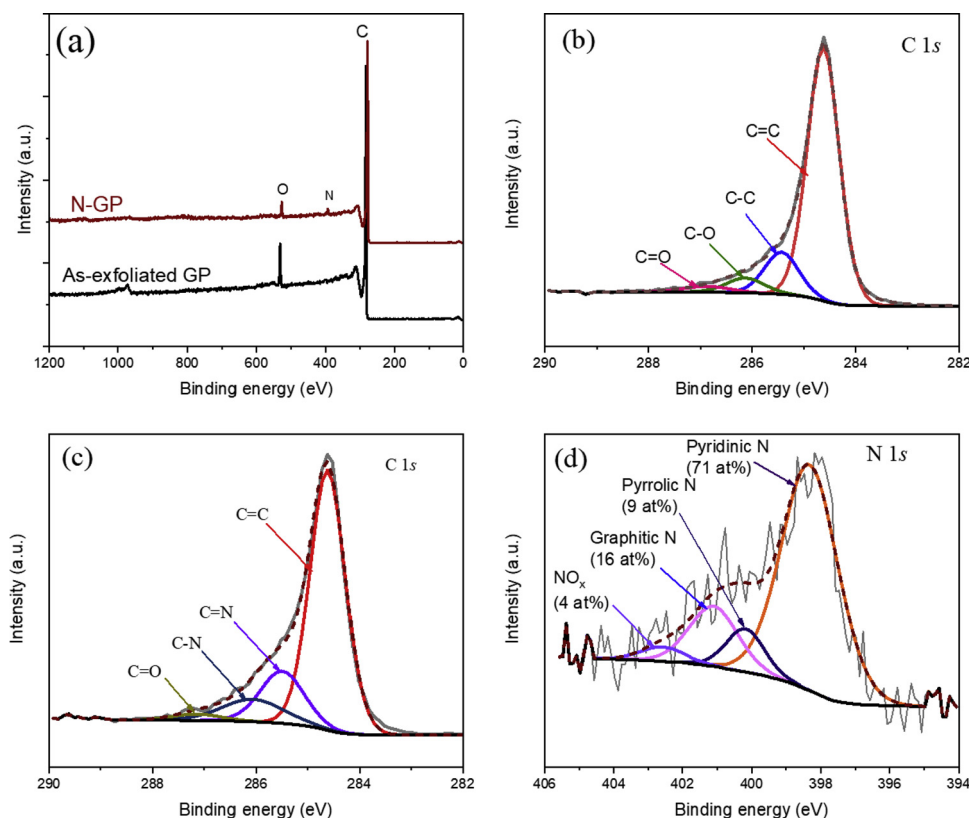 (a)
C
O
N
N-GP
As-exfoliated GP
Intensity (a.u.)
1200 1000 800 600 400 200 0
Binding energy (eV)
(b)
C 1s
C=C
C-C
C-O
C=O
Intensity (a.u.)
290 288 286 284 282
Binding energy (eV)
(c)
C 1s
C=C
C=N
C-N
C=O
Intensity (a.u.)
290 288 286 284 282
Binding energy (eV)
(d)
N 1s
Pyridinic N
(71 at%)
Pyrrolic N
(9 at%)
Graphitic N
(16 at%)
NOx
(4 at%)
Intensity (a.u.)
406 404 402 400 398 396 394
Binding energy (eV)